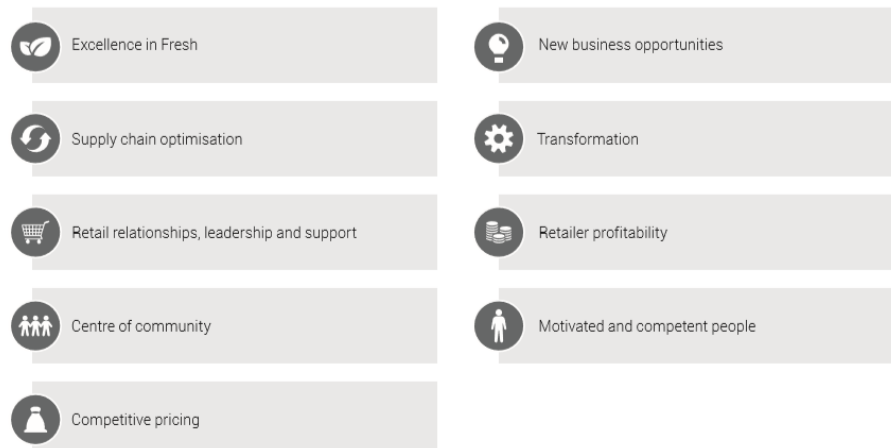 Excellence in Fresh
New business opportunities
Supply chain optimisation
Transformation
Retail relationships, leadership and support
Retailer profitability
Centre of community
Motivated and competent people
Competitive pricing